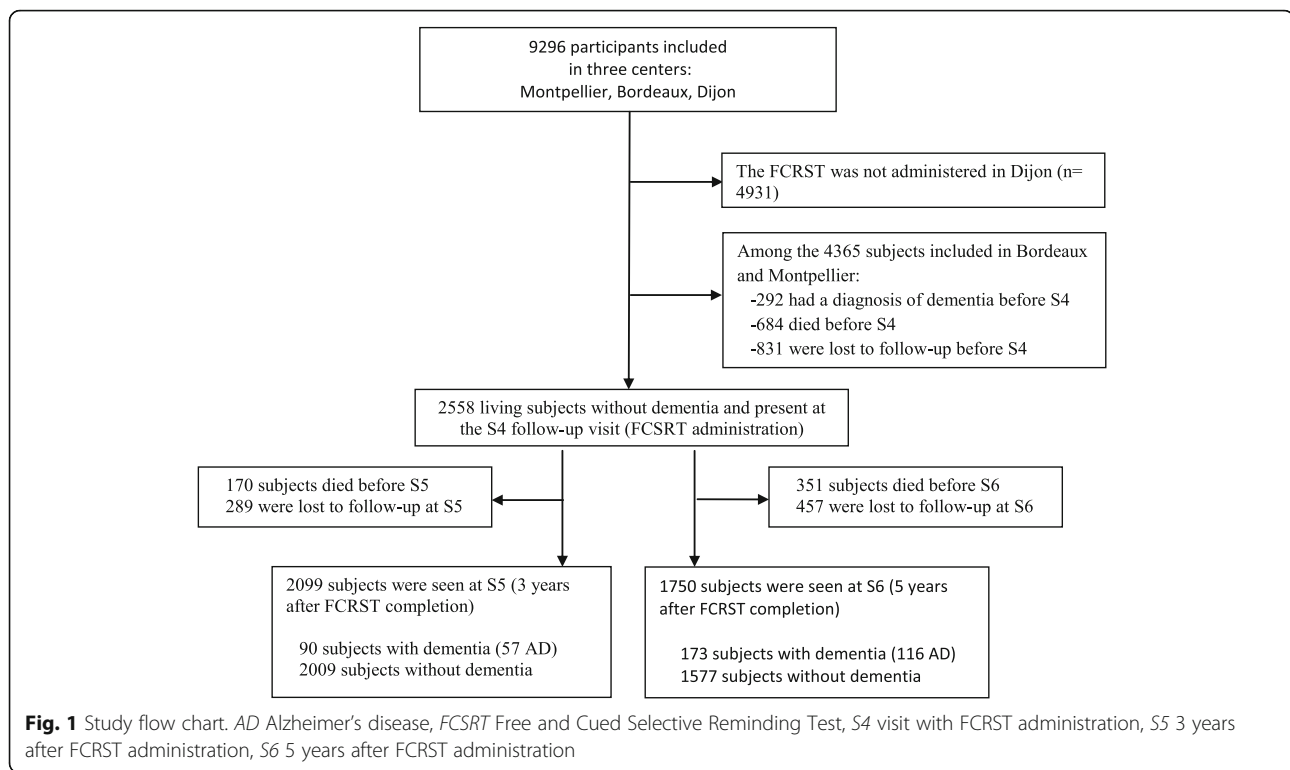 9296 participants included
in three centers:
Montpellier, Bordeaux, Dijon
The FCRST was not administered in Dijon (n=
4931)
Among the 4365 subjects included in Bordeaux
and Montpellier:
-292 had a diagnosis of dementia before S4
-684 died before S4
-831 were lost to follow-up before S4
2558 living subjects without dementia and present at
the S4 follow-up visit (FCSRT administration)
170 subjects died before S5
289 were lost to follow-up at S5
351 subjects died before S6
457 were lost to follow-up at S6
2099 subjects were seen at S5 (3 years
after FCRST completion)
90 subjects with dementia (57 AD)
2009 subjects without dementia
1750 subjects were seen at S6 (5 years
after FCRST completion)
173 subjects with dementia (116 AD)
1577 subjects without dementia
Fig. 1 Study flow chart. AD Alzheimer's disease, FCSRT Free and Cued Selective Reminding Test, S4 visit with FCRST administration, S5 3 years
after FCRST administration, S6 5 years after FCRST administration